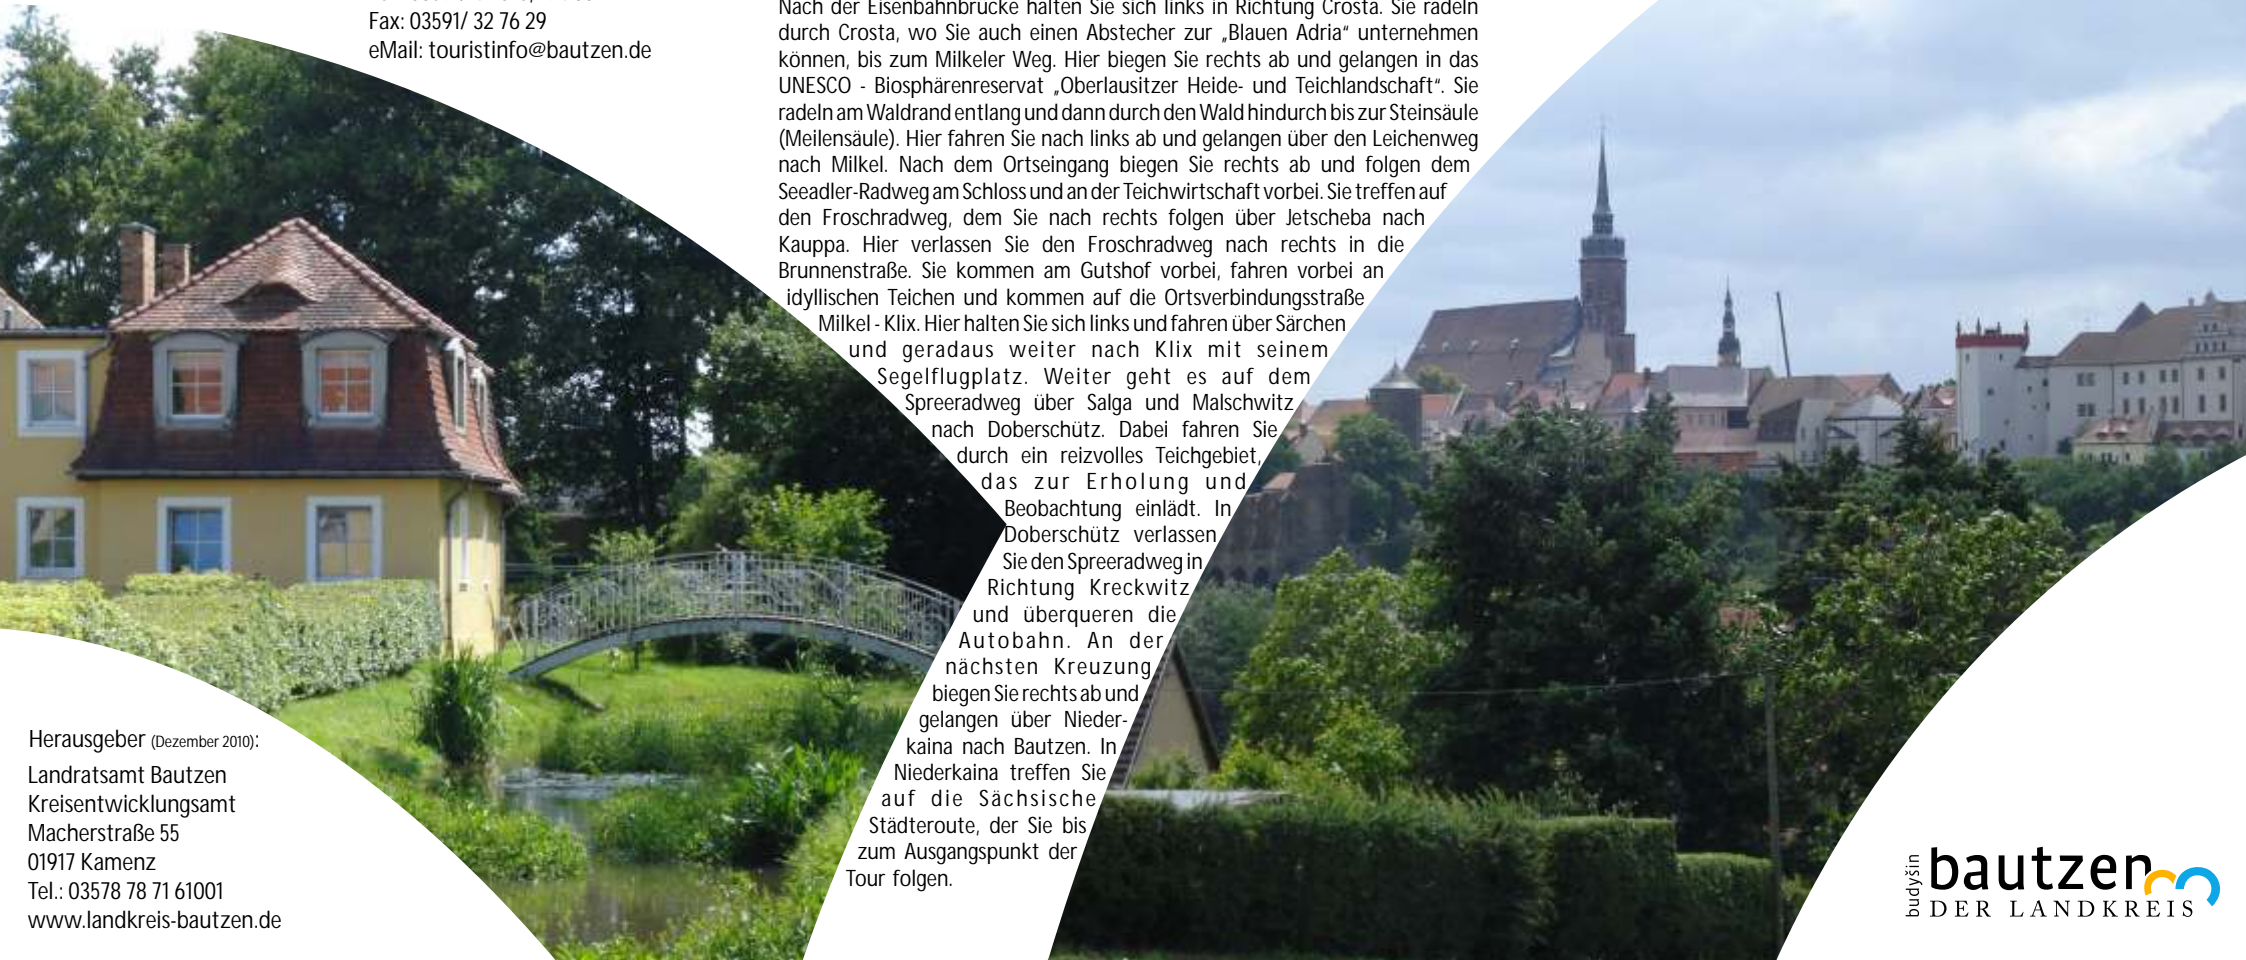 Fax: 03591/ 32 76 29
eMail: touristinfo@bautzen.de
Nach der Eisenbahnbrücke halten Sie sich links in Richtung Crosta. Sie radeln
durch Crosta, wo Sie auch einen Abstecher zur „Blauen Adria“ unternehmen
können, bis zum Milkeler Weg. Hier biegen Sie rechts ab und gelangen in das
UNESCO - Biosphärenreservat „Oberlausitzer Heide- und Teichlandschaft“. Sie
radeln am Waldrand entlang und dann durch den Wald hindurch bis zur Steinsäule
(Meilensäule). Hier fahren Sie nach links ab und gelangen über den Leichenweg
nach Milkel. Nach dem Ortseingang biegen Sie rechts ab und folgen dem
Seeadler-Radweg am Schloss und an der Teichwirtschaft vorbei. Sie treffen auf
den Froschradweg, dem Sie nach rechts folgen über Jetscheba nach
Kauppa. Hier verlassen Sie den Froschradweg nach rechts in die
Brunnenstraße. Sie kommen am Gutshof vorbei, fahren vorbei an
idyllischen Teichen und kommen auf die Ortsverbindungsstraße
Milkel - Klix. Hier halten Sie sich links und fahren über Särchen
und geradaus weiter nach Klix mit seinem
Segelflugplatz. Weiter geht es auf dem
Spreeradweg über Salga und Malschwitz
nach Doberschütz. Dabei fahren Sie
durch ein reizvolles Teichgebiet,
das zur Erholung und
Beobachtung einlädt. In
Doberschütz verlassen
Sie den Spreeradweg in
Richtung Kreckwitz
und überqueren die
Autobahn. An der
nächsten Kreuzung
biegen Sie rechts ab und
gelangen über Nieder-
kaina nach Bautzen. In
Niederkaina treffen Sie
auf die Sächsische
Städteroute, der Sie bis
zum Ausgangspunkt der
Tour folgen.
Herausgeber (Dezember 2010):
Landratsamt Bautzen
Kreisentwicklungsamt
Macherstraße 55
01917 Kamenz
Tel.: 03578 78 71 61001
www.landkreis-bautzen.de
budyšin
bautzen
DER LANDKREIS